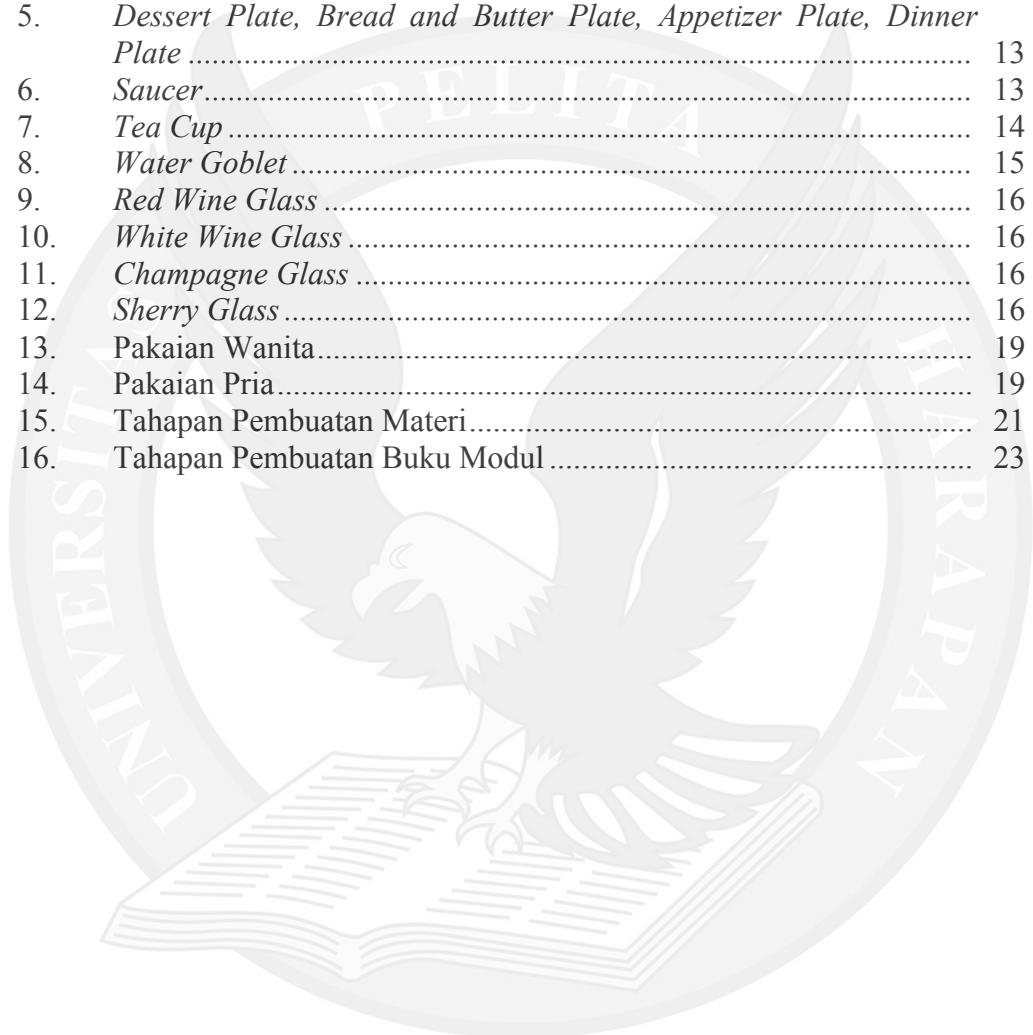 5. Dessert Plate, Bread and Butter Plate, Appetizer Plate, Dinner
Plate ........................................................................................................ 13
6. Saucer...................................................................................................... 13
7. Tea Cup ................................................................................................... 14
8. Water Goblet ........................................................................................... 15
9. Red Wine Glass ....................................................................................... 16
10. White Wine Glass .................................................................................... 16
11. Champagne Glass .................................................................................... 16
12. Sherry Glass ............................................................................................ 16
13. Pakaian Wanita........................................................................................ 19
14. Pakaian Pria............................................................................................. 19
15. Tahapan Pembuatan Materi..................................................................... 21
16. Tahapan Pembuatan Buku Modul ........................................................... 23
UNIVERSITAS PELITA HARAPAN